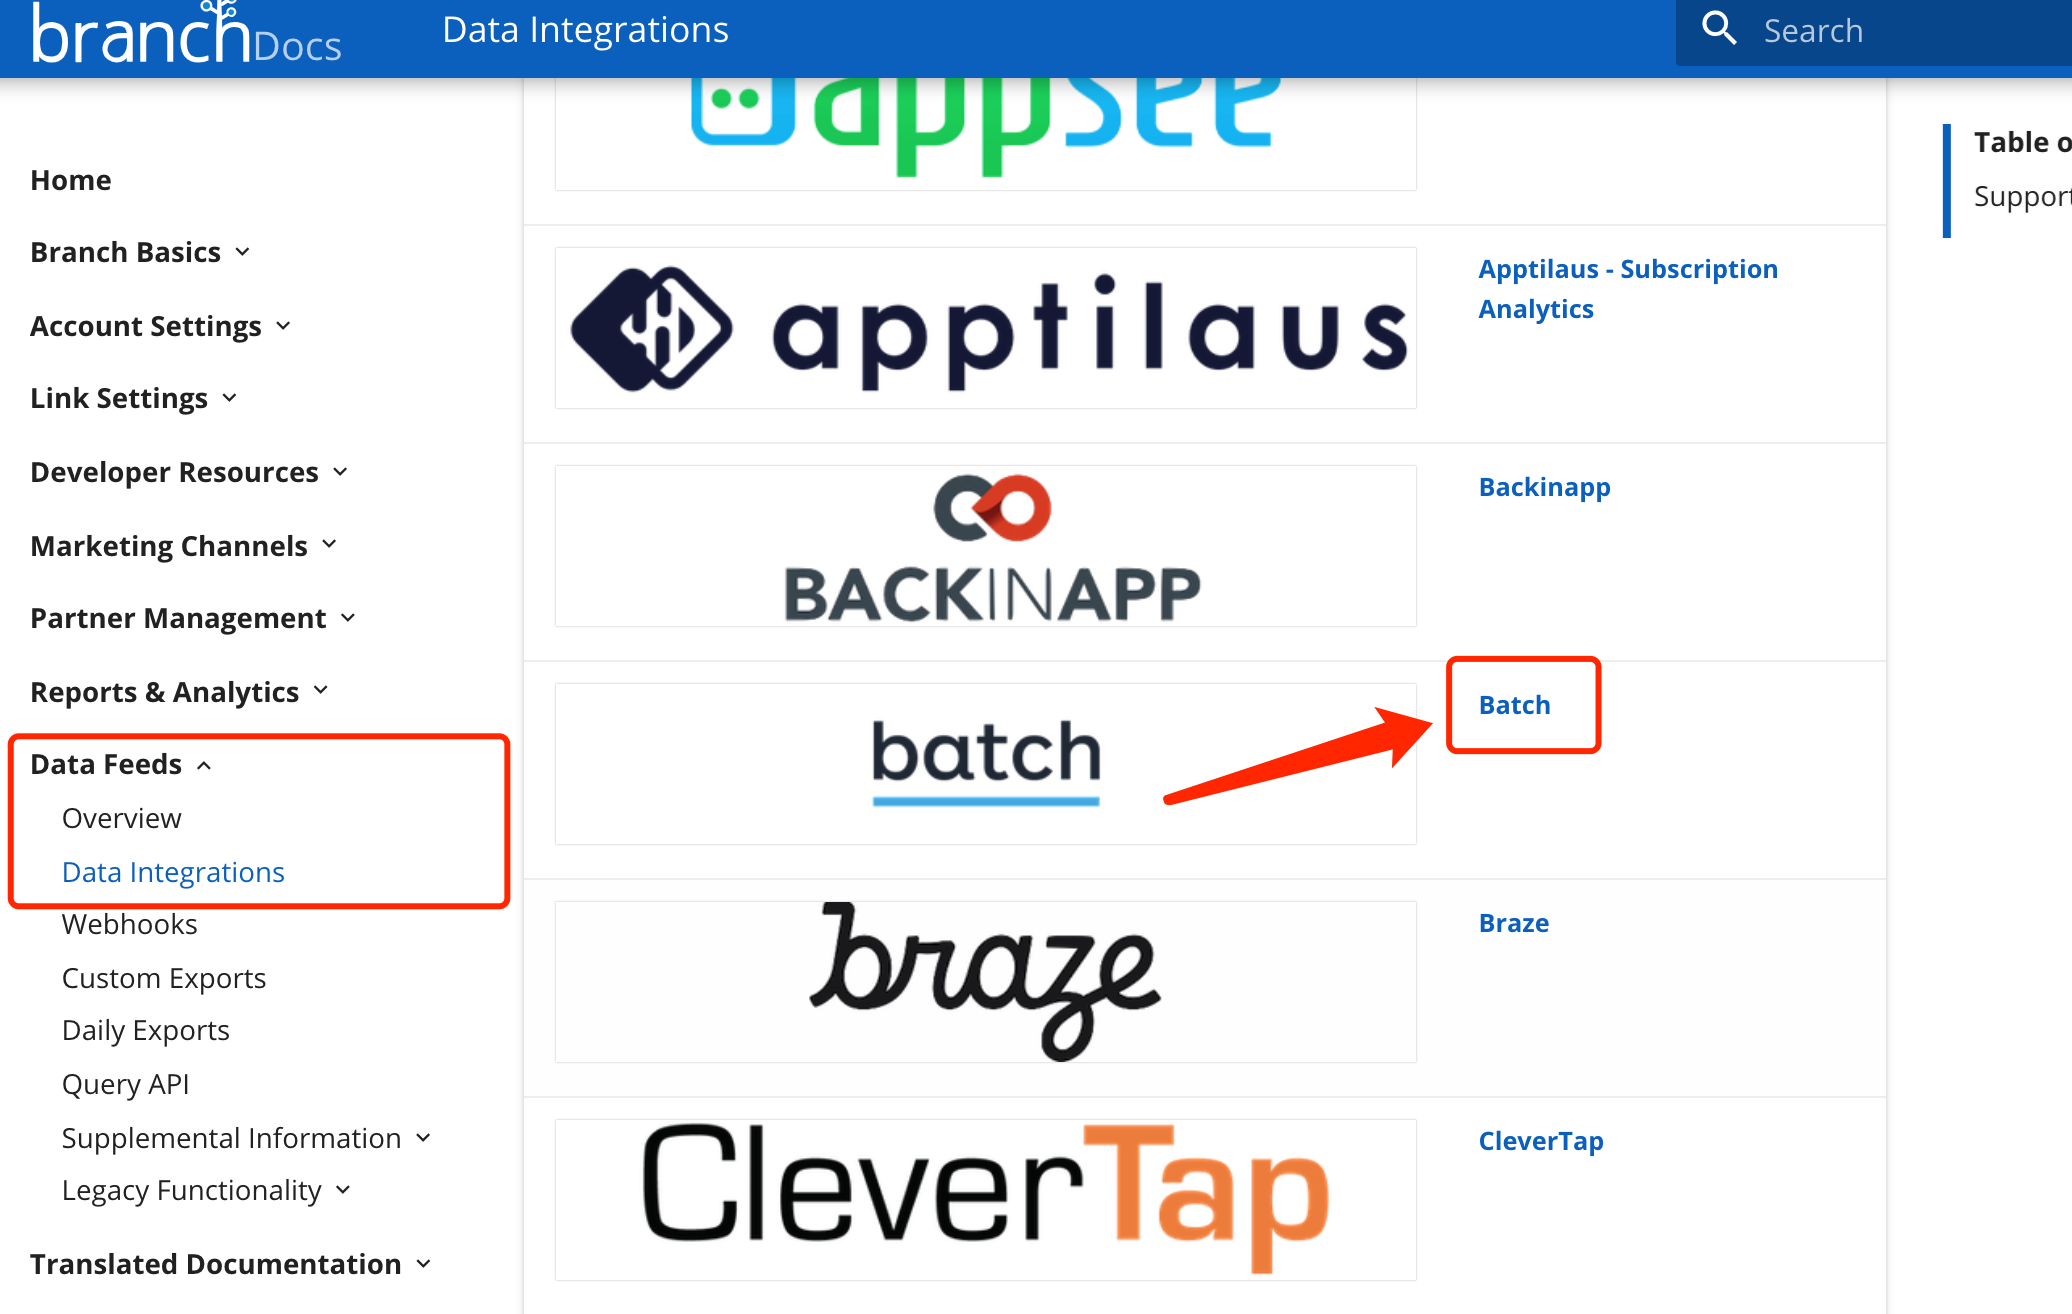 branch Docs
Data Integrations
Search
Home
Branch Basics
Account Settings
Link Settings
Developer Resources
Marketing Channels
Partner Management
Reports & Analytics
Data Feeds
Overview
Data Integrations
Webhooks
Custom Exports
Daily Exports
Query API
Supplemental Information
Legacy Functionality
Translated Documentation
appsee
apptilaus
Apptilaus - Subscription
Analytics
BACKINAPP
Backinapp
batch
Batch
braze
Braze
CleverTap
CleverTap
Table o
Support